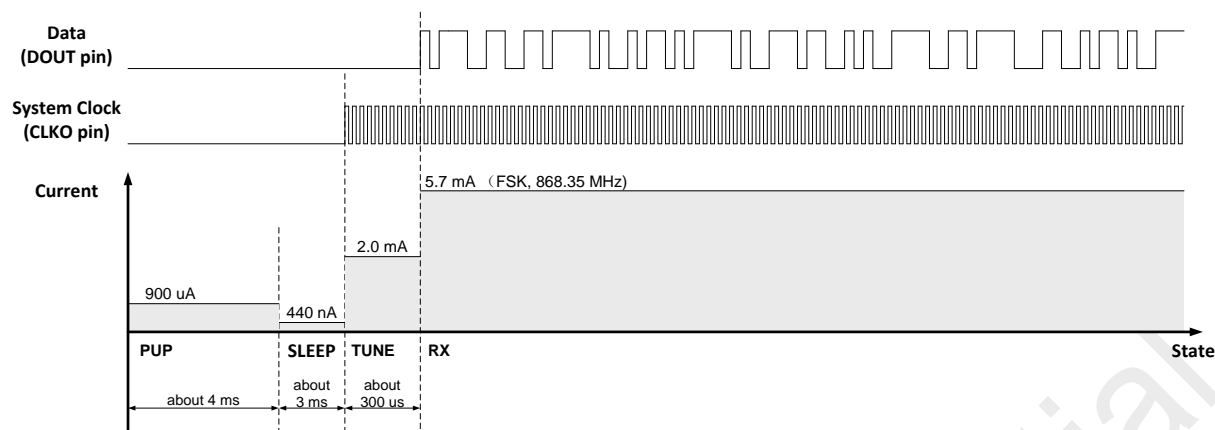 Data
(DOUT pin)
System Clock
(CLKO pin)
Current
5.7 mA （FSK, 868.35 MHz)
2.0 mA
900 uA
440 nA
PUP
SLEEP
TUNE
RX
State
about 4 ms
about
3 ms
about
300 us